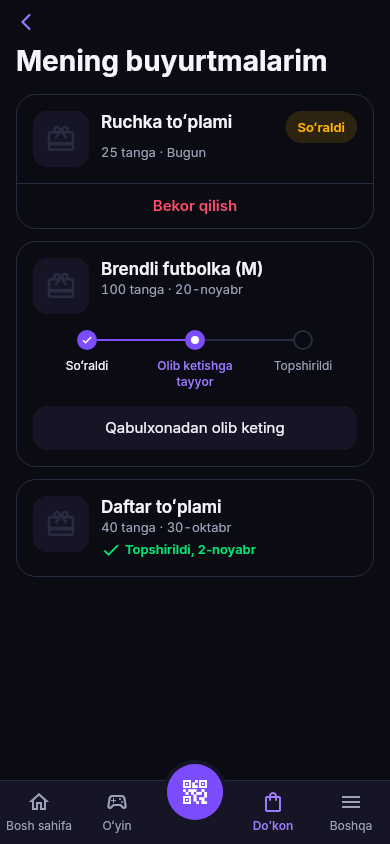 Mening buyurtmalarim
Ruchka toʻplami
Soʻraldi
25 tanga · Bugun
Bekor qilish
Brendli futbolka (M)
100 tanga · 20-noyabr
Soʻraldi
Olib ketishga
tayyor
Topshirildi
Qabulxonadan olib keting
Daftar toʻplami
40 tanga · 30-oktabr
Topshirildi, 2-noyabr
Bosh sahifa
Oʻyin
Doʻkon
Boshqa